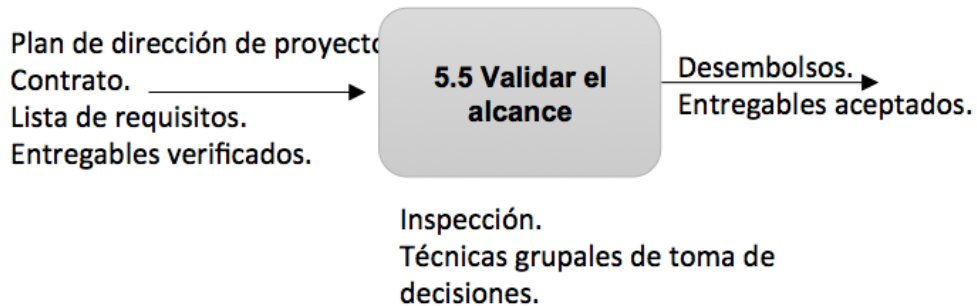 Plan de dirección de proyecto
Contrato.
Lista de requisitos.
Entregables verificados.
5.5 Validar el
alcance
Desembolsos.
Entregables aceptados.
Inspección.
Técnicas grupales de toma de
decisiones.